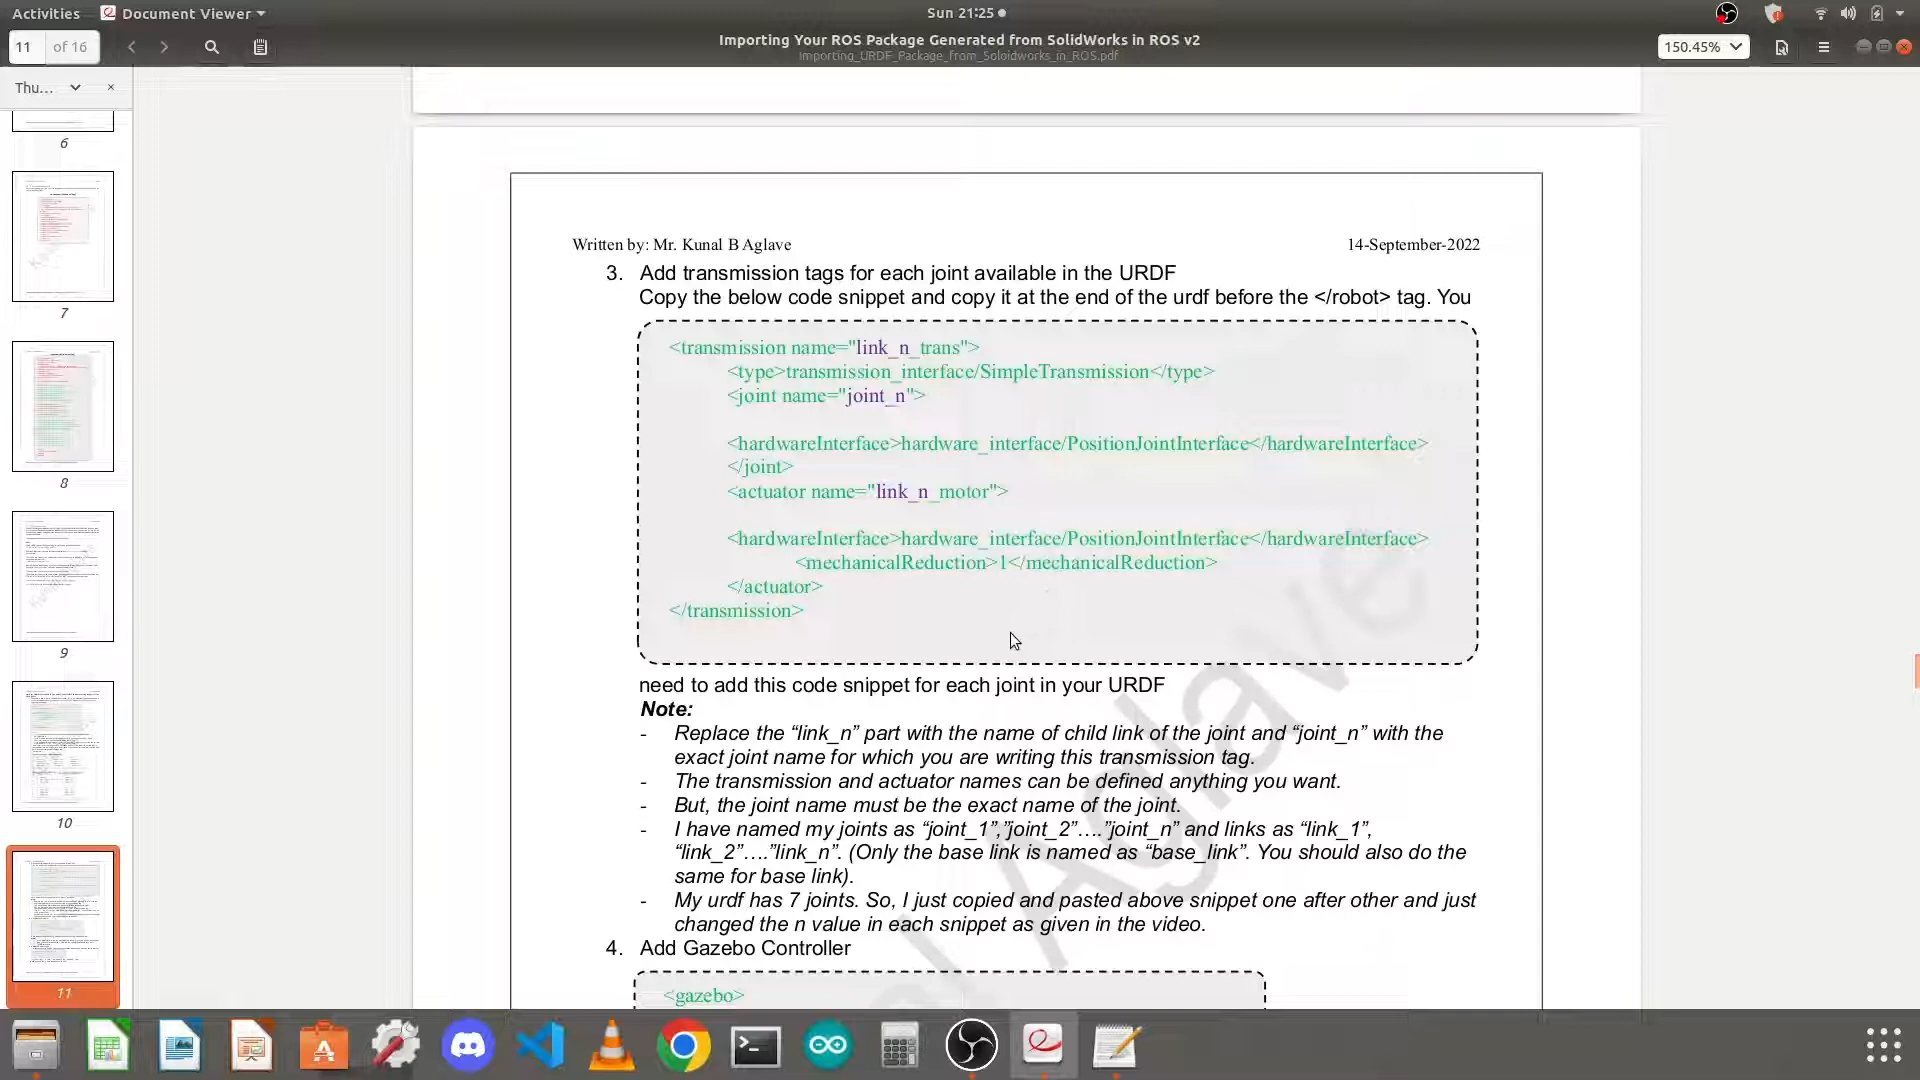 Activities
Document Viewer
Sun 21:25
11
of 16
Importing Your ROS Package Generated from SolidWorks in ROS v2
Importing_URDF_Package_from_Soloidworks_in_ROS.pdf
150.45%
Thu...
6
7
8
9
10
11
Written by: Mr. Kunal B Aglave
14-September-2022
3. Add transmission tags for each joint available in the URDF
Copy the below code snippet and copy it at the end of the urdf before the </robot> tag. You
<transmission name="link_n_trans">
<type>transmission_interface/SimpleTransmission</type>
<joint name="joint_n">
<hardwareInterface>hardware_interface/PositionJointInterface</hardwareInterface>
</joint>
<actuator name="link_n_motor">
<hardwareInterface>hardware_interface/PositionJointInterface</hardwareInterface>
<mechanicalReduction>1</mechanicalReduction>
</actuator>
</transmission>
need to add this code snippet for each joint in your URDF
Note:
- Replace the “link_n” part with the name of child link of the joint and “joint_n” with the
exact joint name for which you are writing this transmission tag.
- The transmission and actuator names can be defined anything you want.
- But, the joint name must be the exact name of the joint.
- I have named my joints as “joint_1”,”joint_2”….”joint_n” and links as “link_1”,
“link_2”….”link_n”. (Only the base link is named as “base_link”. You should also do the
same for base link).
- My urdf has 7 joints. So, I just copied and pasted above snippet one after other and just
changed the n value in each snippet as given in the video.
4. Add Gazebo Controller
<gazebo>
Aglave